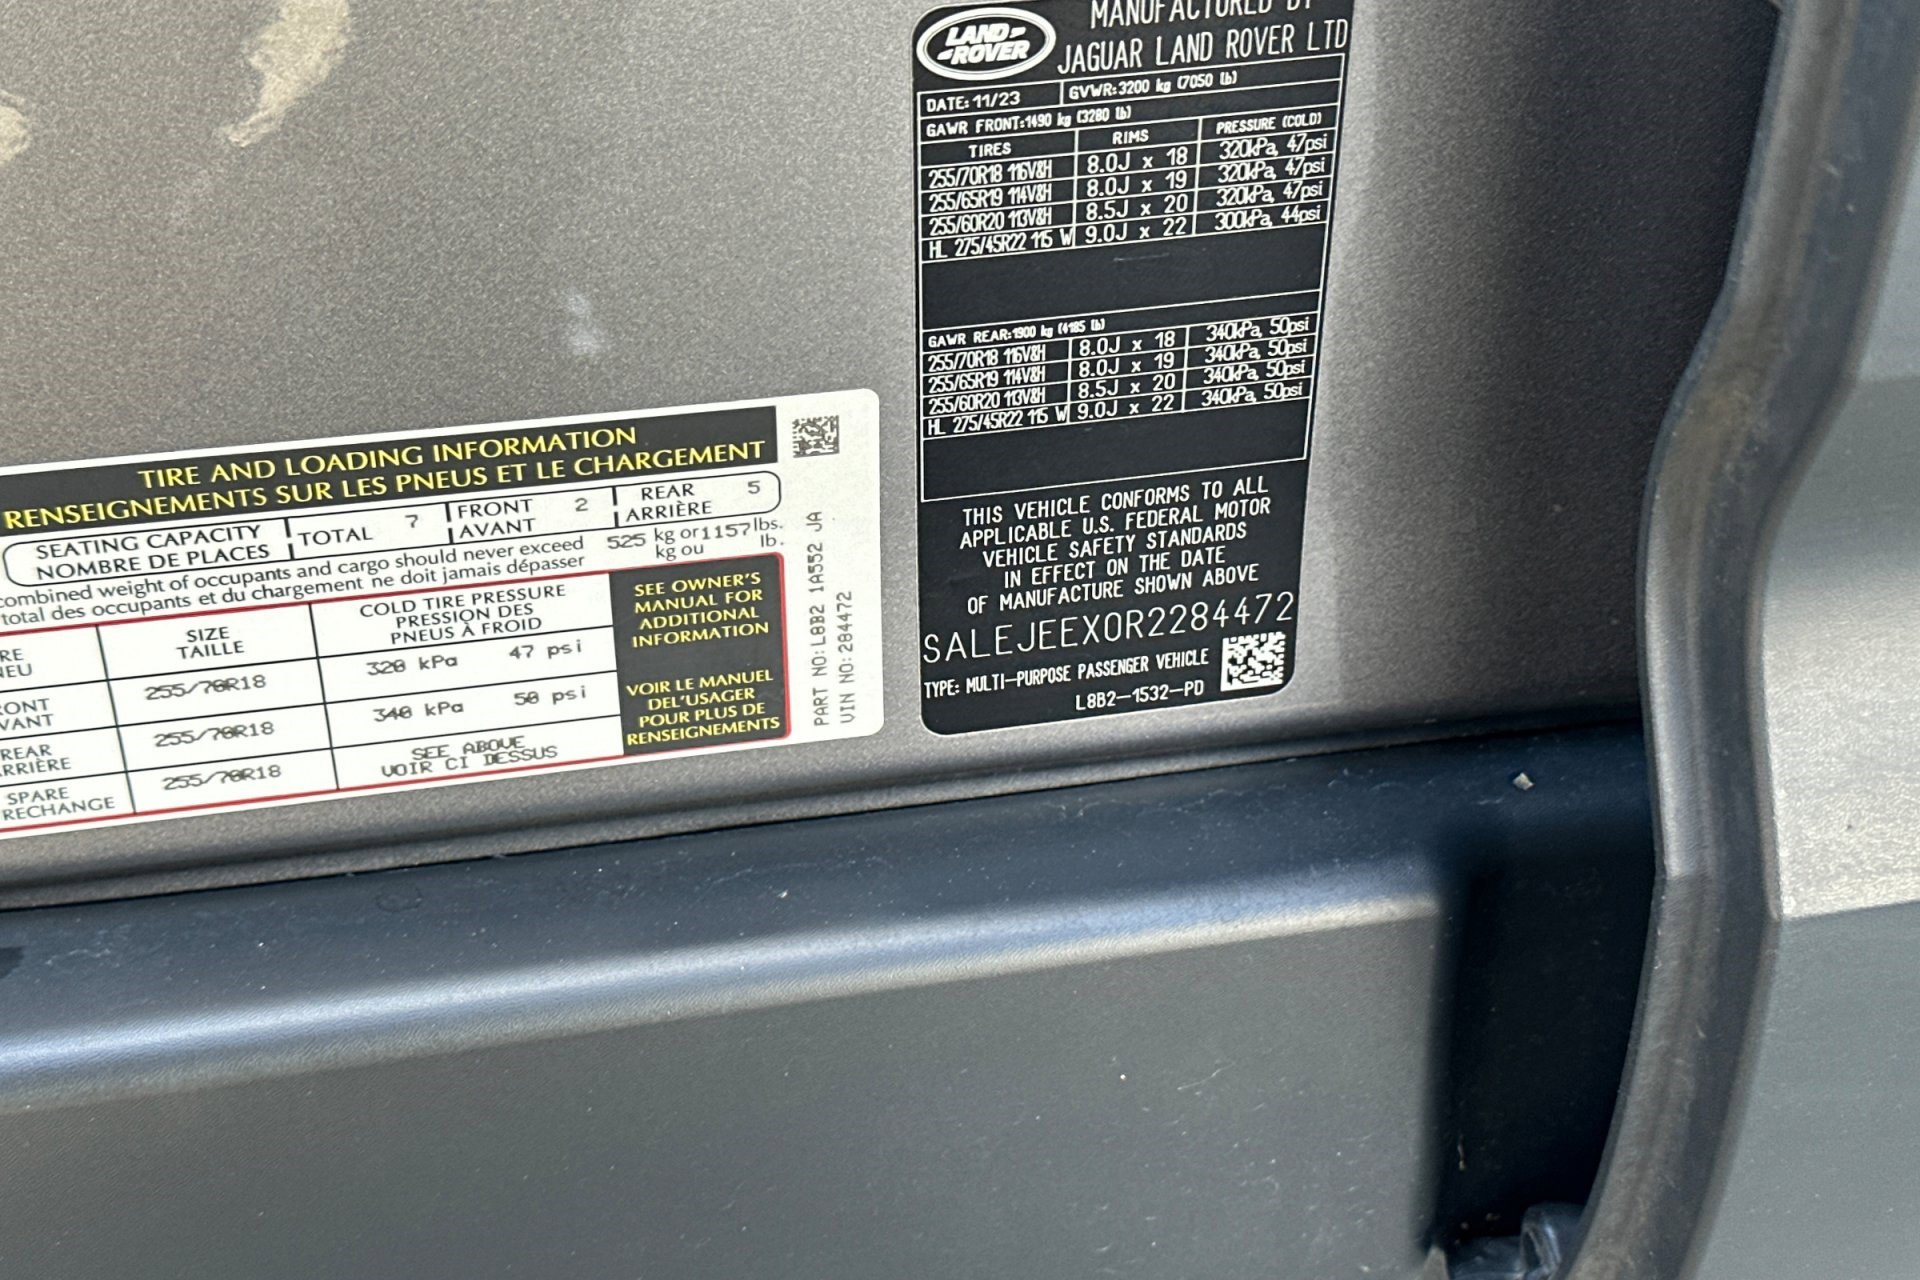 LAND-
-ROVER
MANUFACTURED BY
JAGUAR LAND ROVER LTD
DATE: 11/23 GVWR:3200 kg (7050 lb)
GAWR FRONT:1490 kg (3280 lb)
TIRES RIMS PRESSURE (COLD)
255/70R18 116V&H 8.0J x 18 320kPa, 47psi
255/65R19 114V&H 8.0J x 19 320kPa, 47psi
255/60R20 113V&H 8.5J x 20 320kPa, 47psi
HL 275/45R22 115 W 9.0J x 22 300kPa, 44psi
GAWR REAR:1900 kg (4185 lb)
255/70R18 116V&H 8.0J x 18 340kPa, 50psi
255/65R19 114V&H 8.0J x 19 340kPa, 50psi
255/60R20 113V&H 8.5J x 20 340kPa, 50psi
HL 275/45R22 115 W 9.0J x 22 340kPa, 50psi
THIS VEHICLE CONFORMS TO ALL
APPLICABLE U.S. FEDERAL MOTOR
VEHICLE SAFETY STANDARDS
IN EFFECT ON THE DATE
OF MANUFACTURE SHOWN ABOVE
SALEJEEX0R2284472
TYPE: MULTI-PURPOSE PASSENGER VEHICLE
L8B2-1532-PD
TIRE AND LOADING INFORMATION
RENSEIGNEMENTS SUR LES PNEUS ET LE CHARGEMENT
SEATING CAPACITY
NOMBRE DE PLACES
TOTAL 7
FRONT
AVANT 2
REAR
ARRIÈRE 5
combined weight of occupants and cargo should never exceed 525 kg or 1157 lbs.
total des occupants et du chargement ne doit jamais dépasser kg ou lb.
SIZE
TAILLE
COLD TIRE PRESSURE
PRESSION DES
PNEUS À FROID
255/70R18 320 kPa 47 psi
REAR
255/70R18 340 kPa 50 psi
SPARE
RECHANGE
255/70R18
SEE ABOVE
VOIR CI DESSUS
SEE OWNER'S
MANUAL FOR
ADDITIONAL
INFORMATION
VOIR LE MANUEL
DEL'USAGER
POUR PLUS DE
RENSEIGNEMENTS
PART NO: L8B2 1A552 JA
VIN NO: 284472